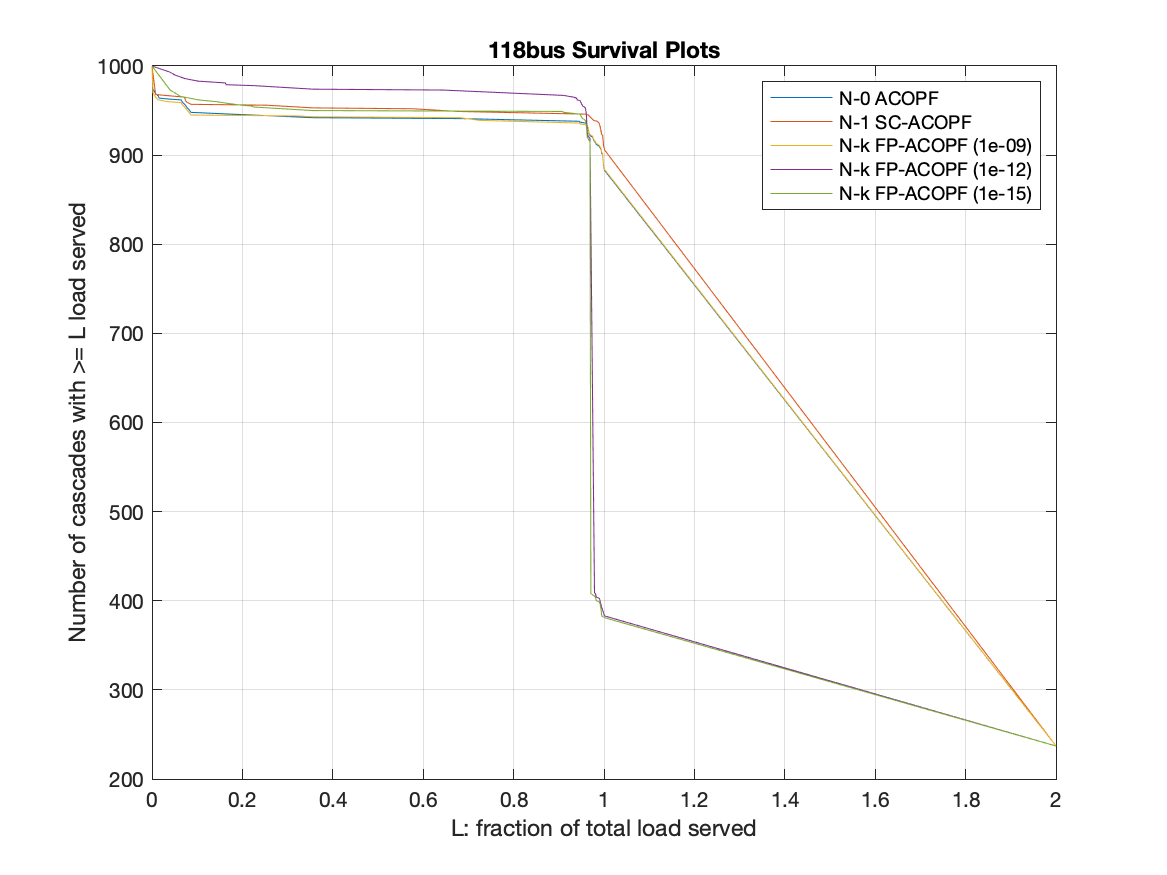 118bus Survival Plots
1000
900
800
700
600
500
400
300
200
Number of cascades with >= L load served
N-0 ACOPF
N-1 SC-ACOPF
N-k FP-ACOPF (1e-09)
N-k FP-ACOPF (1e-12)
N-k FP-ACOPF (1e-15)
0 0.2 0.4 0.6 0.8 1 1.2 1.4 1.6 1.8 2
L: fraction of total load served